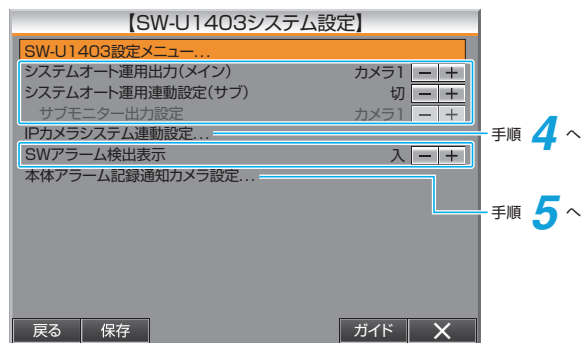 【SW-U1403システム設定】
SW-U1403設定メニュー...
システムオート運用出力(メイン) カメラ1 － ＋
システムオート運用連動設定(サブ) 切 － ＋
サブモニター出力設定 カメラ1 － ＋
IPカメラシステム連動設定... 手順 4 へ
SWアラーム検出表示 入 － ＋
本体アラーム記録通知カメラ設定... 手順 5 へ
戻る 保存 ガイド ×